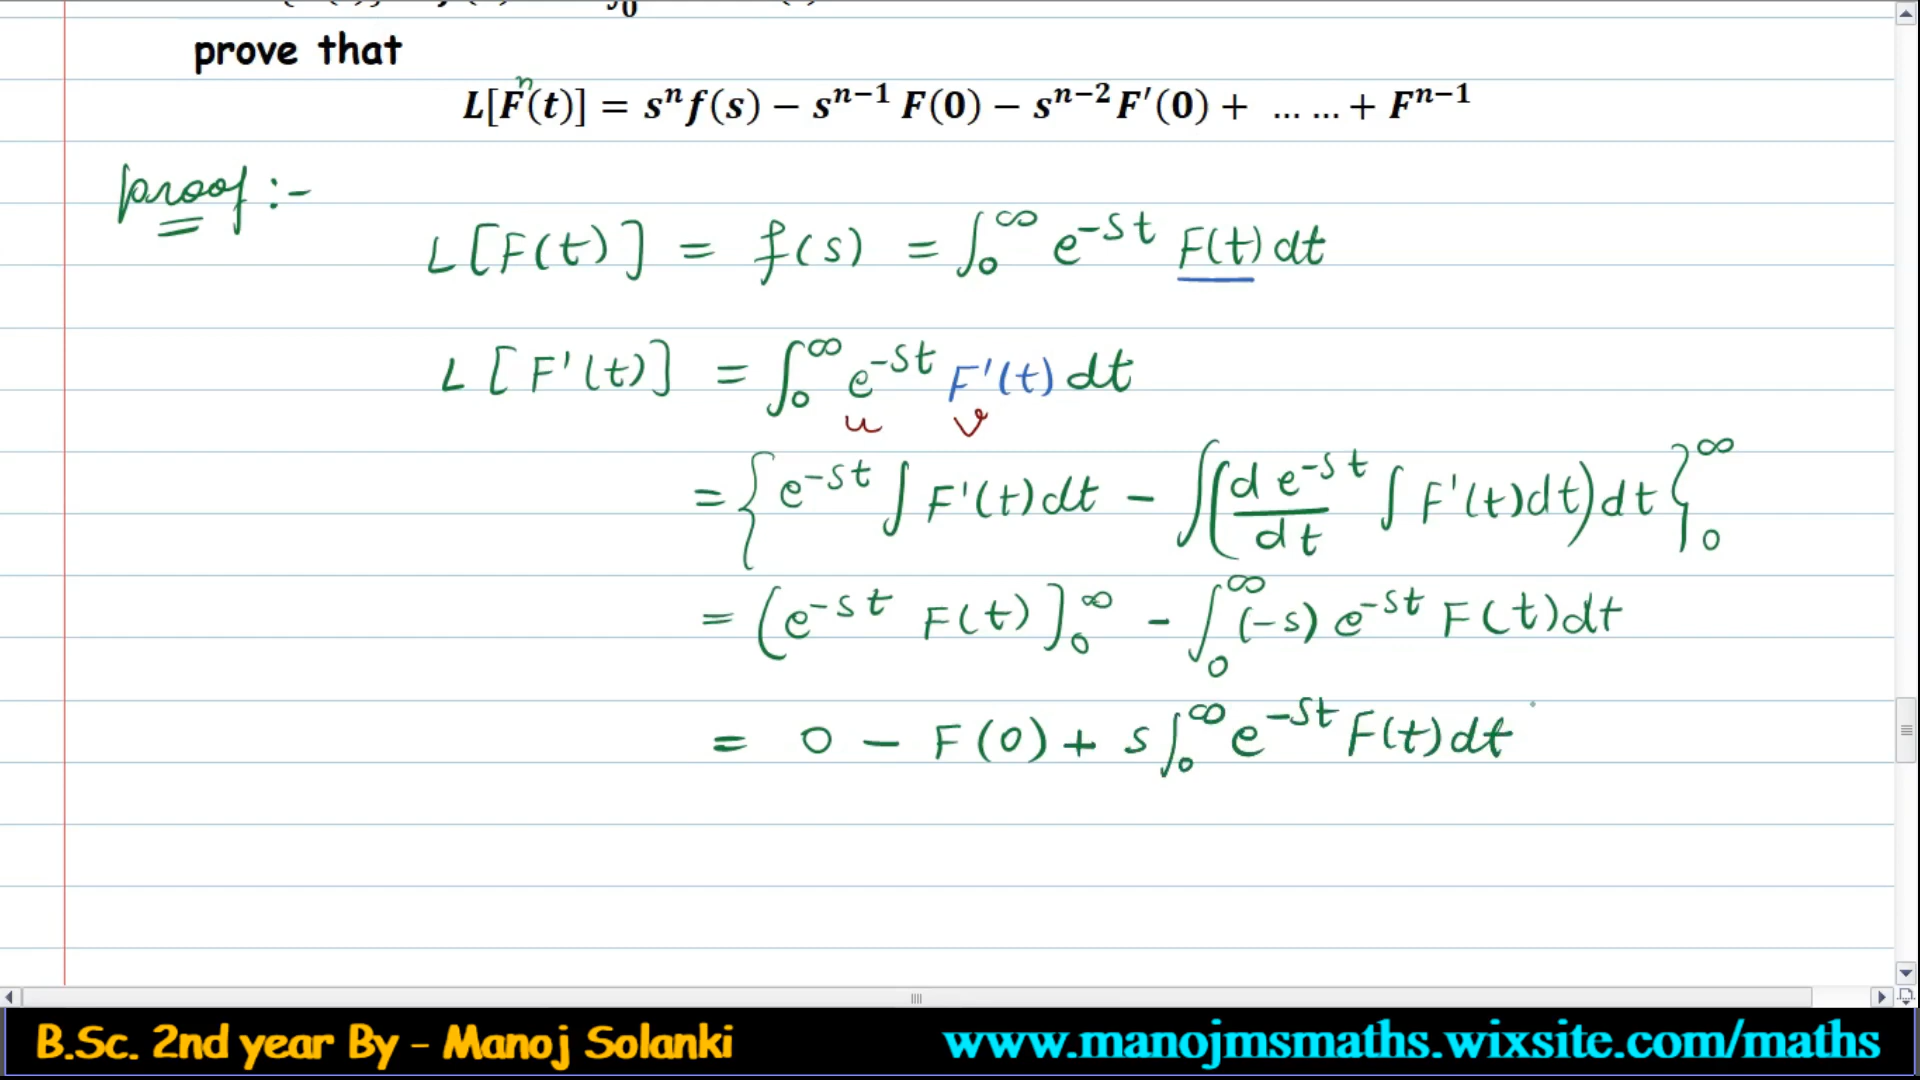 prove that
L[Fⁿ(t)] = sⁿf(s) − sⁿ⁻¹ F(0) − sⁿ⁻² F′(0) + … … + Fⁿ⁻¹
proof :-
L[F(t)] = f(s) = ∫₀^∞ e^{-st} F(t) dt
L[F'(t)] = ∫₀^∞ e^{-st} F'(t) dt
u v
= { e^{-st} ∫ F'(t) dt - ∫ ( d e^{-st} / dt ∫ F'(t) dt ) dt }₀^∞
= ( e^{-st} F(t) ]₀^∞ - ∫₀^∞ (-s) e^{-st} F(t) dt
= 0 - F(0) + s ∫₀^∞ e^{-st} F(t) dt
B.Sc. 2nd year By - Manoj Solanki
www.manojmsmaths.wixsite.com/maths